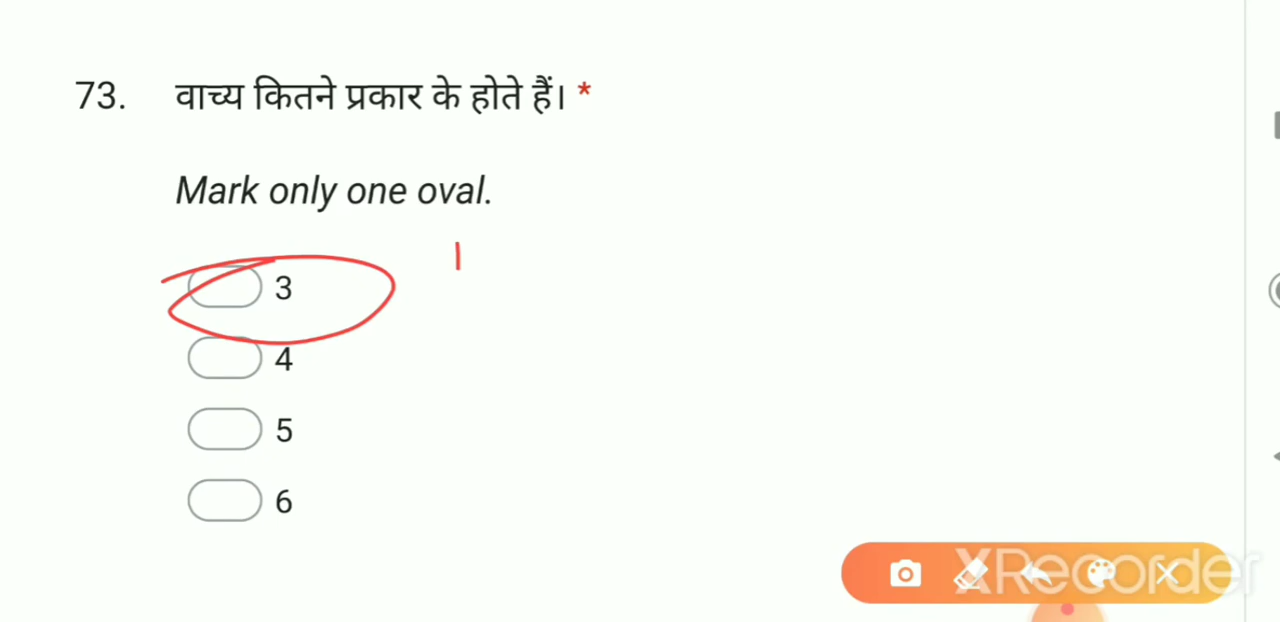 73. वाच्य कितने प्रकार के होते हैं। *
Mark only one oval.
3
4
5
6
XRecorder